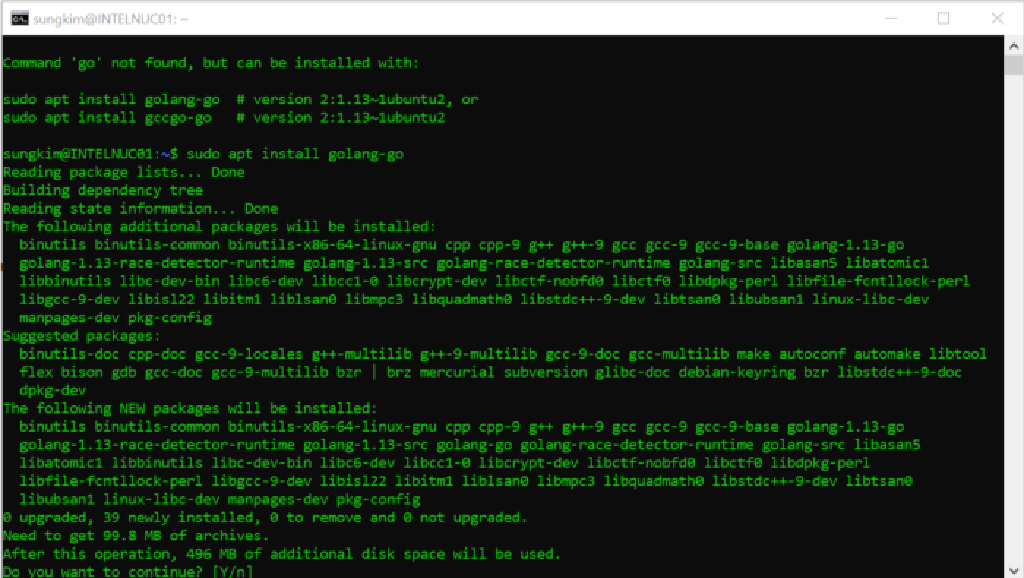 sungkim@INTELNUC01: ~
Command 'go' not found, but can be installed with:
sudo apt install golang-go  # version 2:1.13~1ubuntu2, or
sudo apt install gccgo-go   # version 2:1.13~1ubuntu2
sungkim@INTELNUC01:~$ sudo apt install golang-go
Reading package lists... Done
Building dependency tree
Reading state information... Done
The following additional packages will be installed:
  binutils binutils-common binutils-x86-64-linux-gnu cpp cpp-9 g++ g++-9 gcc gcc-9 gcc-9-base golang-1.13-go
  golang-1.13-race-detector-runtime golang-1.13-src golang-race-detector-runtime golang-src libasan5 libatomic1
  libbinutils libc-dev-bin libc6-dev libcc1-0 libcrypt-dev libctf-nobfd0 libctf0 libdpkg-perl libfile-fcntllock-perl
  libgcc-9-dev libisl22 libitm1 liblsan0 libmpc3 libquadmath0 libstdc++-9-dev libtsan0 libubsan1 linux-libc-dev
  manpages-dev pkg-config
Suggested packages:
  binutils-doc cpp-doc gcc-9-locales g++-multilib g++-9-multilib gcc-9-doc gcc-multilib make autoconf automake libtool
  flex bison gdb gcc-doc gcc-9-multilib bzr | brz mercurial subversion glibc-doc debian-keyring bzr libstdc++-9-doc
  dpkg-dev
The following NEW packages will be installed:
  binutils binutils-common binutils-x86-64-linux-gnu cpp cpp-9 g++ g++-9 gcc gcc-9 gcc-9-base golang-1.13-go
  golang-1.13-race-detector-runtime golang-1.13-src golang-go golang-race-detector-runtime golang-src libasan5
  libatomic1 libbinutils libc-dev-bin libc6-dev libcc1-0 libcrypt-dev libctf-nobfd0 libctf0 libdpkg-perl
  libfile-fcntllock-perl libgcc-9-dev libisl22 libitm1 liblsan0 libmpc3 libquadmath0 libstdc++-9-dev libtsan0
  libubsan1 linux-libc-dev manpages-dev pkg-config
0 upgraded, 39 newly installed, 0 to remove and 0 not upgraded.
Need to get 99.8 MB of archives.
After this operation, 496 MB of additional disk space will be used.
Do you want to continue? [Y/n]